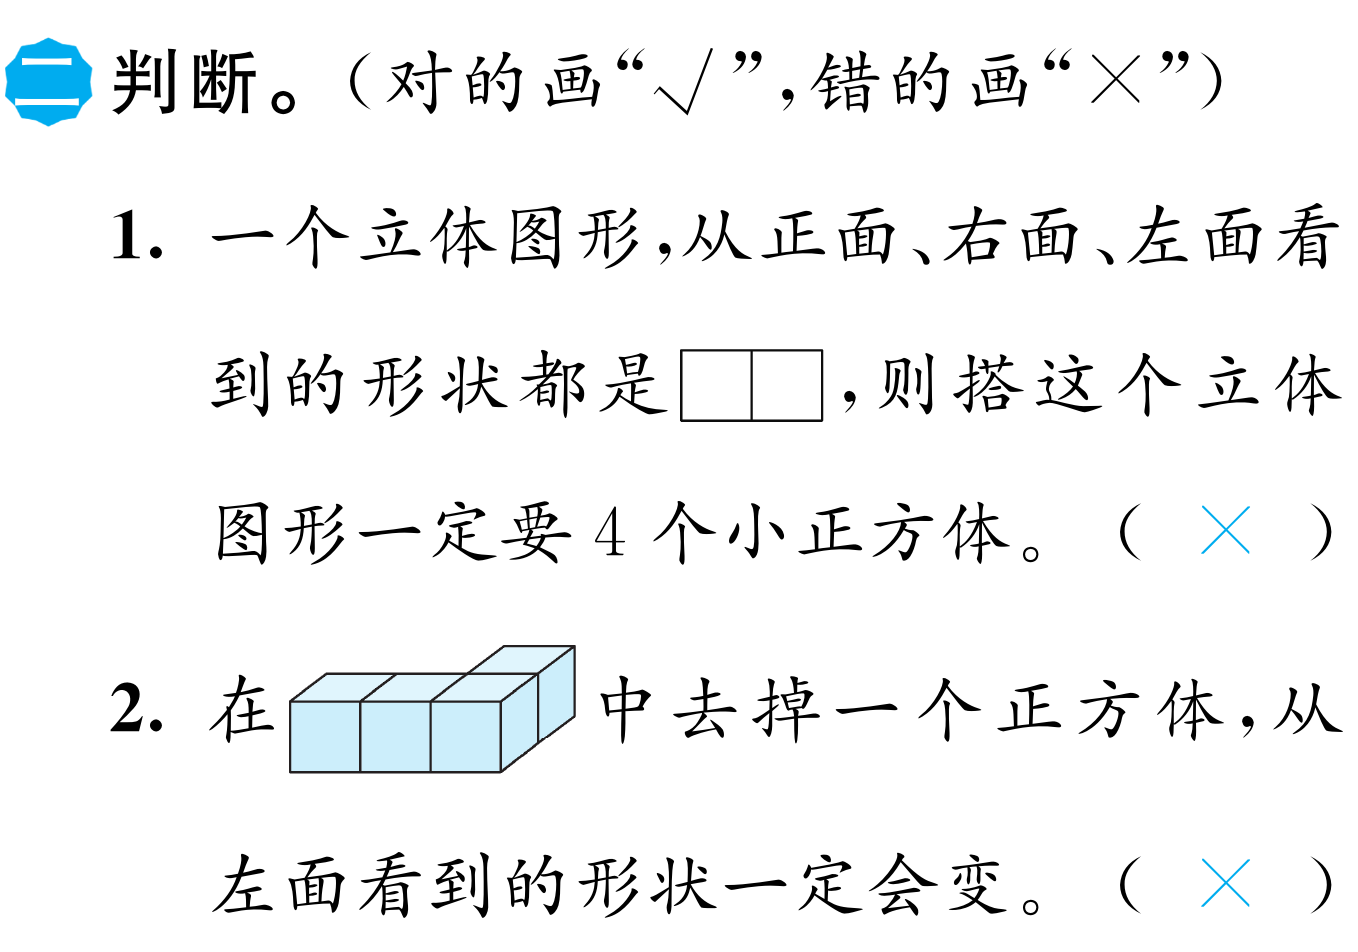 二 判断。（对的画“√”,错的画“×”）
1. 一个立体图形,从正面、右面、左面看
到的形状都是,则搭这个立体
图形一定要 4 个小正方体。（ × ）
2. 在中去掉一个正方体,从
左面看到的形状一定会变。（ × ）